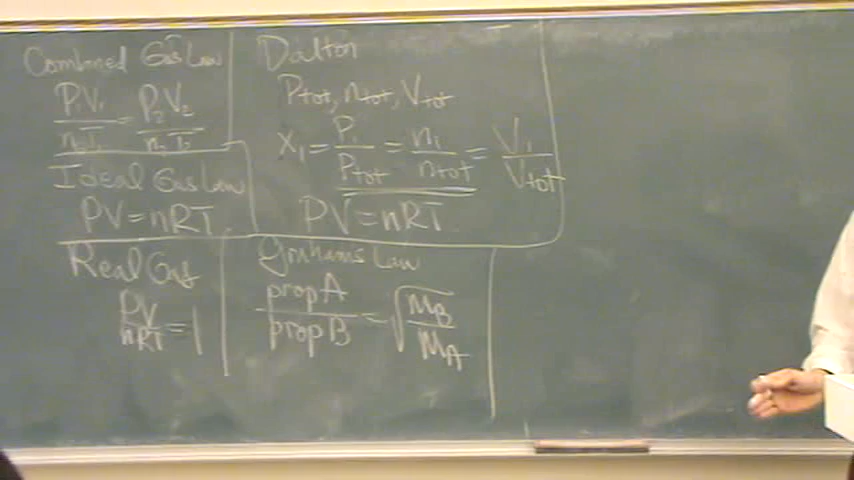 Combined Gas Law
P₁V₁/n₁T₁ = P₂V₂/n₂T₂
Ideal Gas Law
PV = nRT
Dalton
Ptot, ntot, Vtot
X₁ = P₁/Ptot = n₁/ntot = V₁/Vtot
PV = nRT
Real Gas
PV/nRT = 1
Grahams Law
prop A/prop B = √(MB/MA)